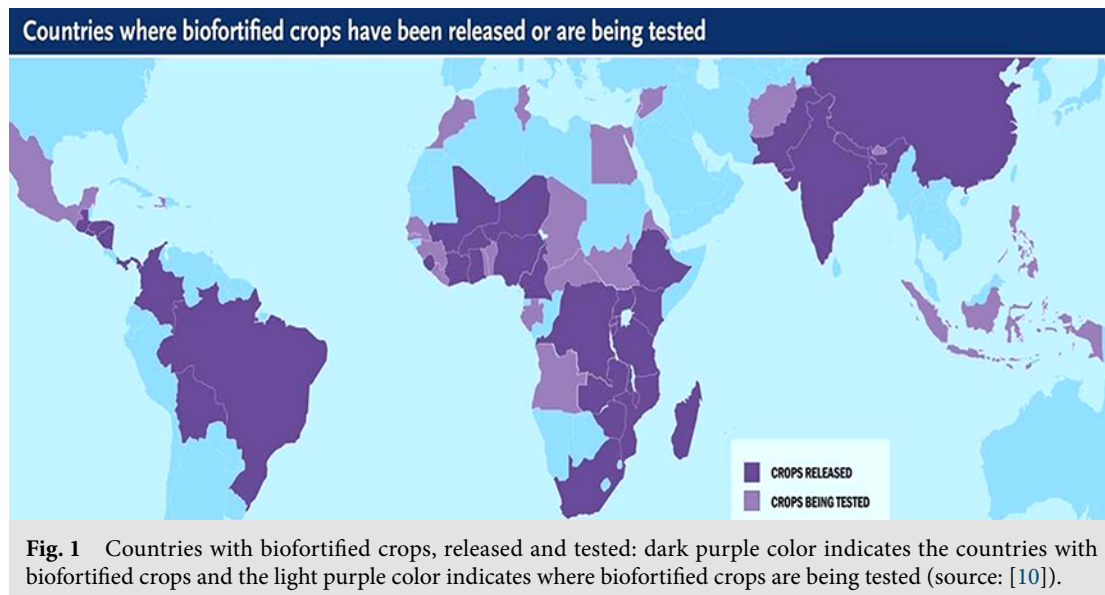 Countries where biofortified crops have been released or are being tested
CROPS RELEASED
CROPS BEING TESTED
Fig. 1 Countries with biofortified crops, released and tested: dark purple color indicates the countries with
biofortified crops and the light purple color indicates where biofortified crops are being tested (source: [10]).